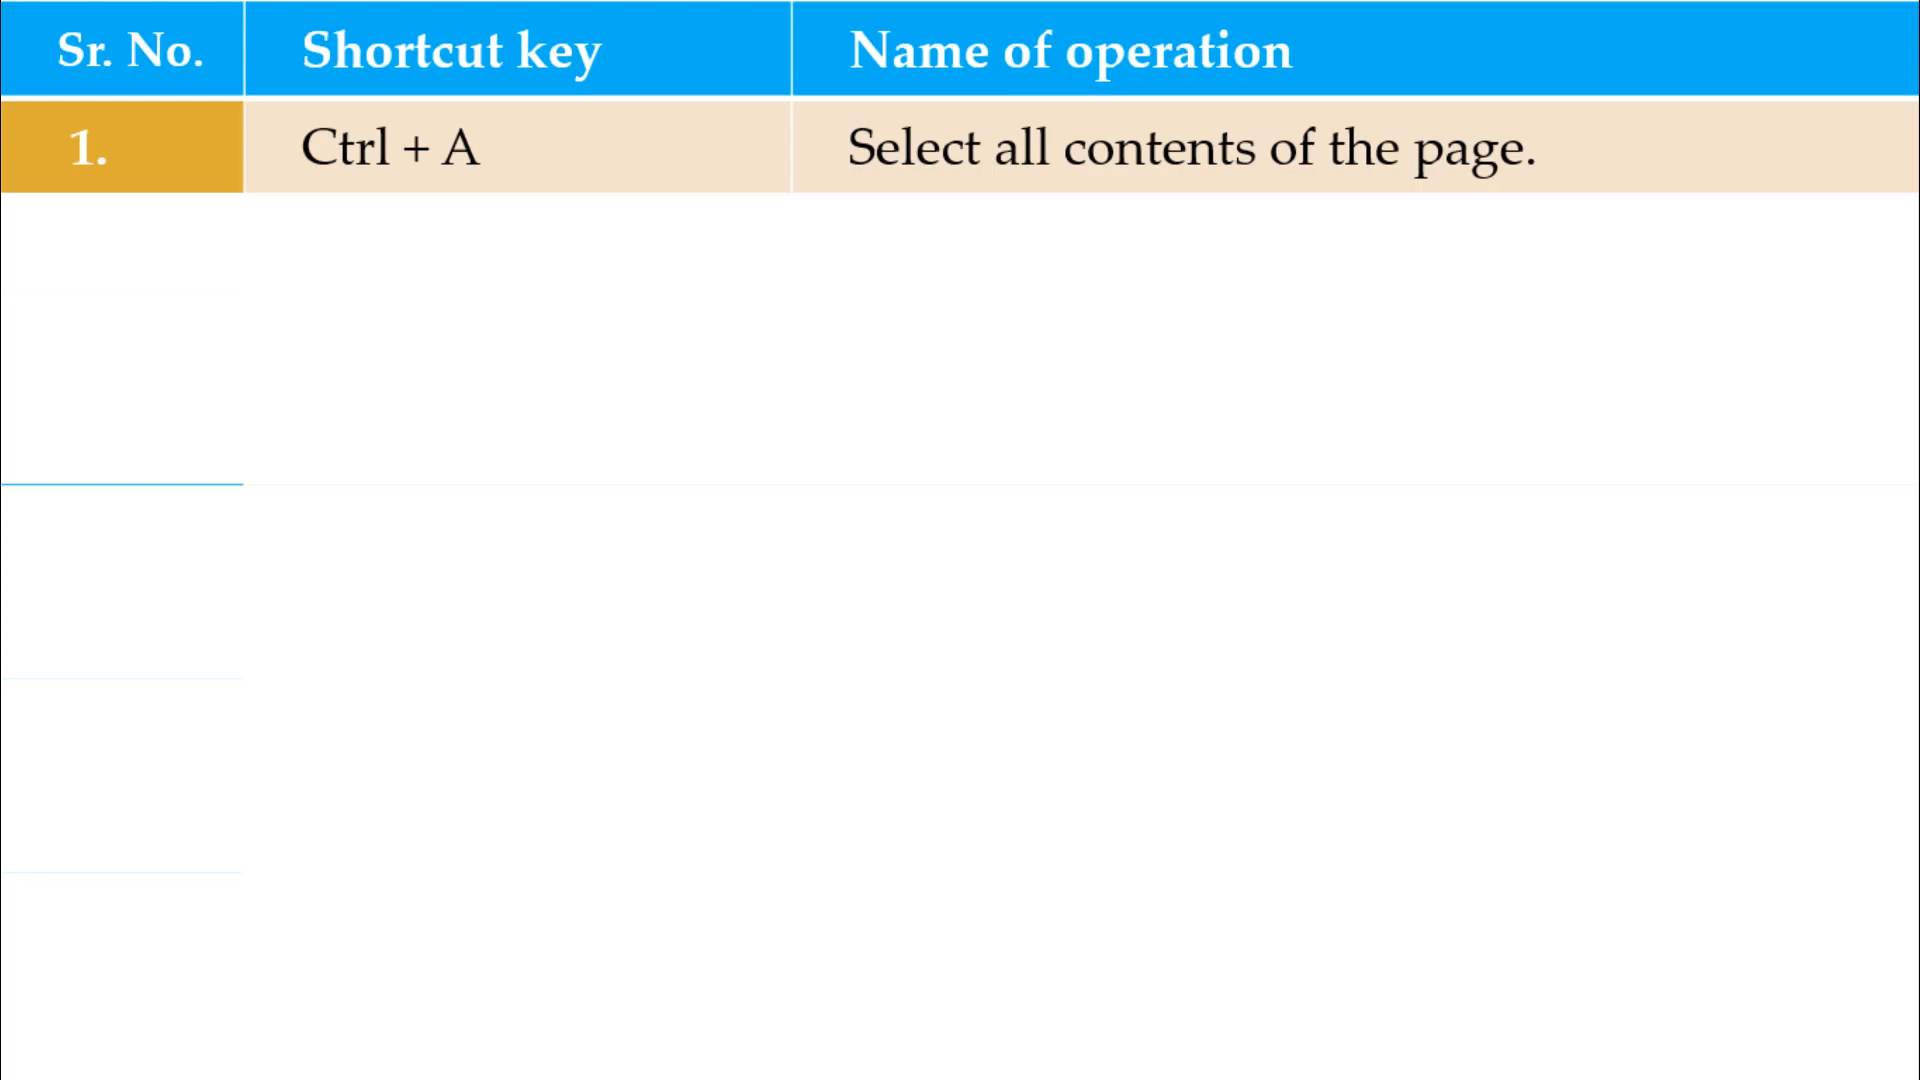 Sr. No. Shortcut key Name of operation
1. Ctrl + A Select all contents of the page.